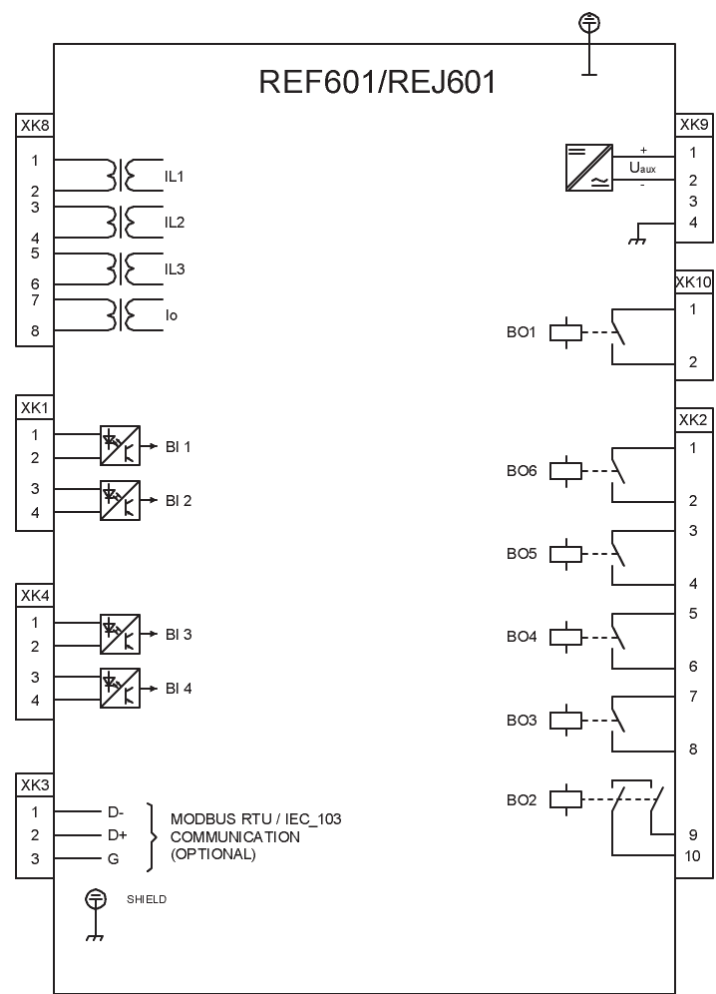 REF601/REJ601
XK8
1
2
IL1
3
4
IL2
5
6
IL3
7
8
Io
XK1
1
2
BI 1
3
4
BI 2
XK4
1
2
BI 3
3
4
BI 4
XK3
1 D-
2 D+
3 G
MODBUS RTU / IEC_103
COMMUNICATION
(OPTIONAL)
SHIELD
XK9
+ 1
Uaux
- 2
3
4
XK10
BO1
1
2
XK2
BO6
1
2
BO5
3
4
BO4
5
6
BO3
7
8
BO2
9
10